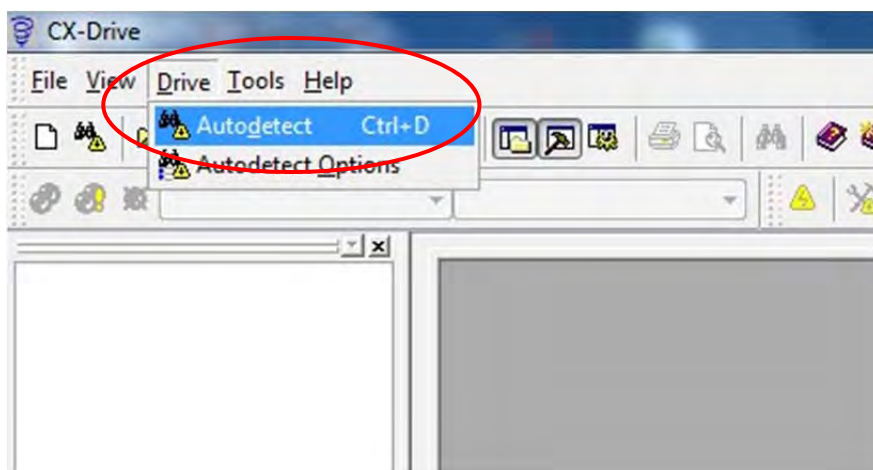 CX-Drive
File View Drive Tools Help
Autodetect Ctrl+D
Autodetect Options